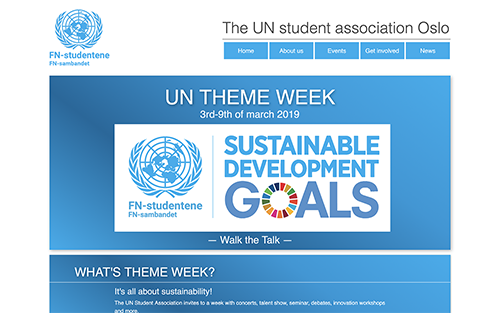 FN-studentene
FN-sambandet
The UN student association Oslo
Home
About us
Events
Get involved
News
UN THEME WEEK
3rd-9th of march 2019
FN-studentene
FN-sambandet
SUSTAINABLE
DEVELOPMENT
GOALS
— Walk the Talk —
WHAT'S THEME WEEK?
It's all about sustainability!
The UN Student Association invites to a week with concerts, talent show, seminar, debates, innovation workshops
and more.